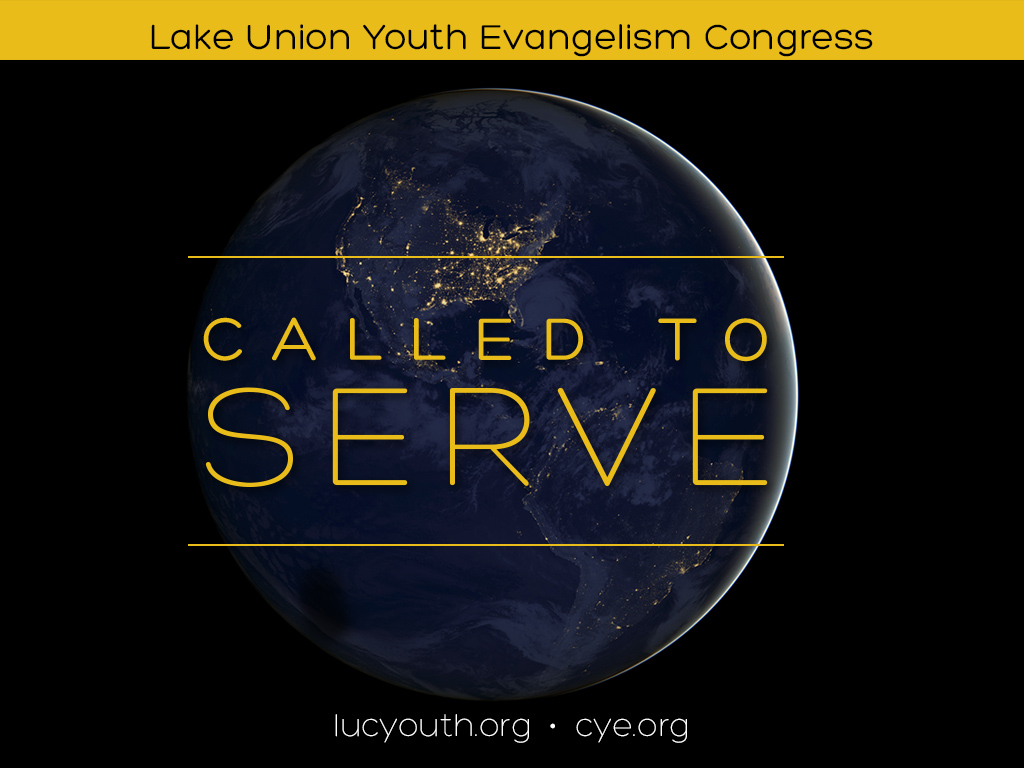 Lake Union Youth Evangelism Congress
CALLED TO
SERVE
lucyouth.org • cye.org